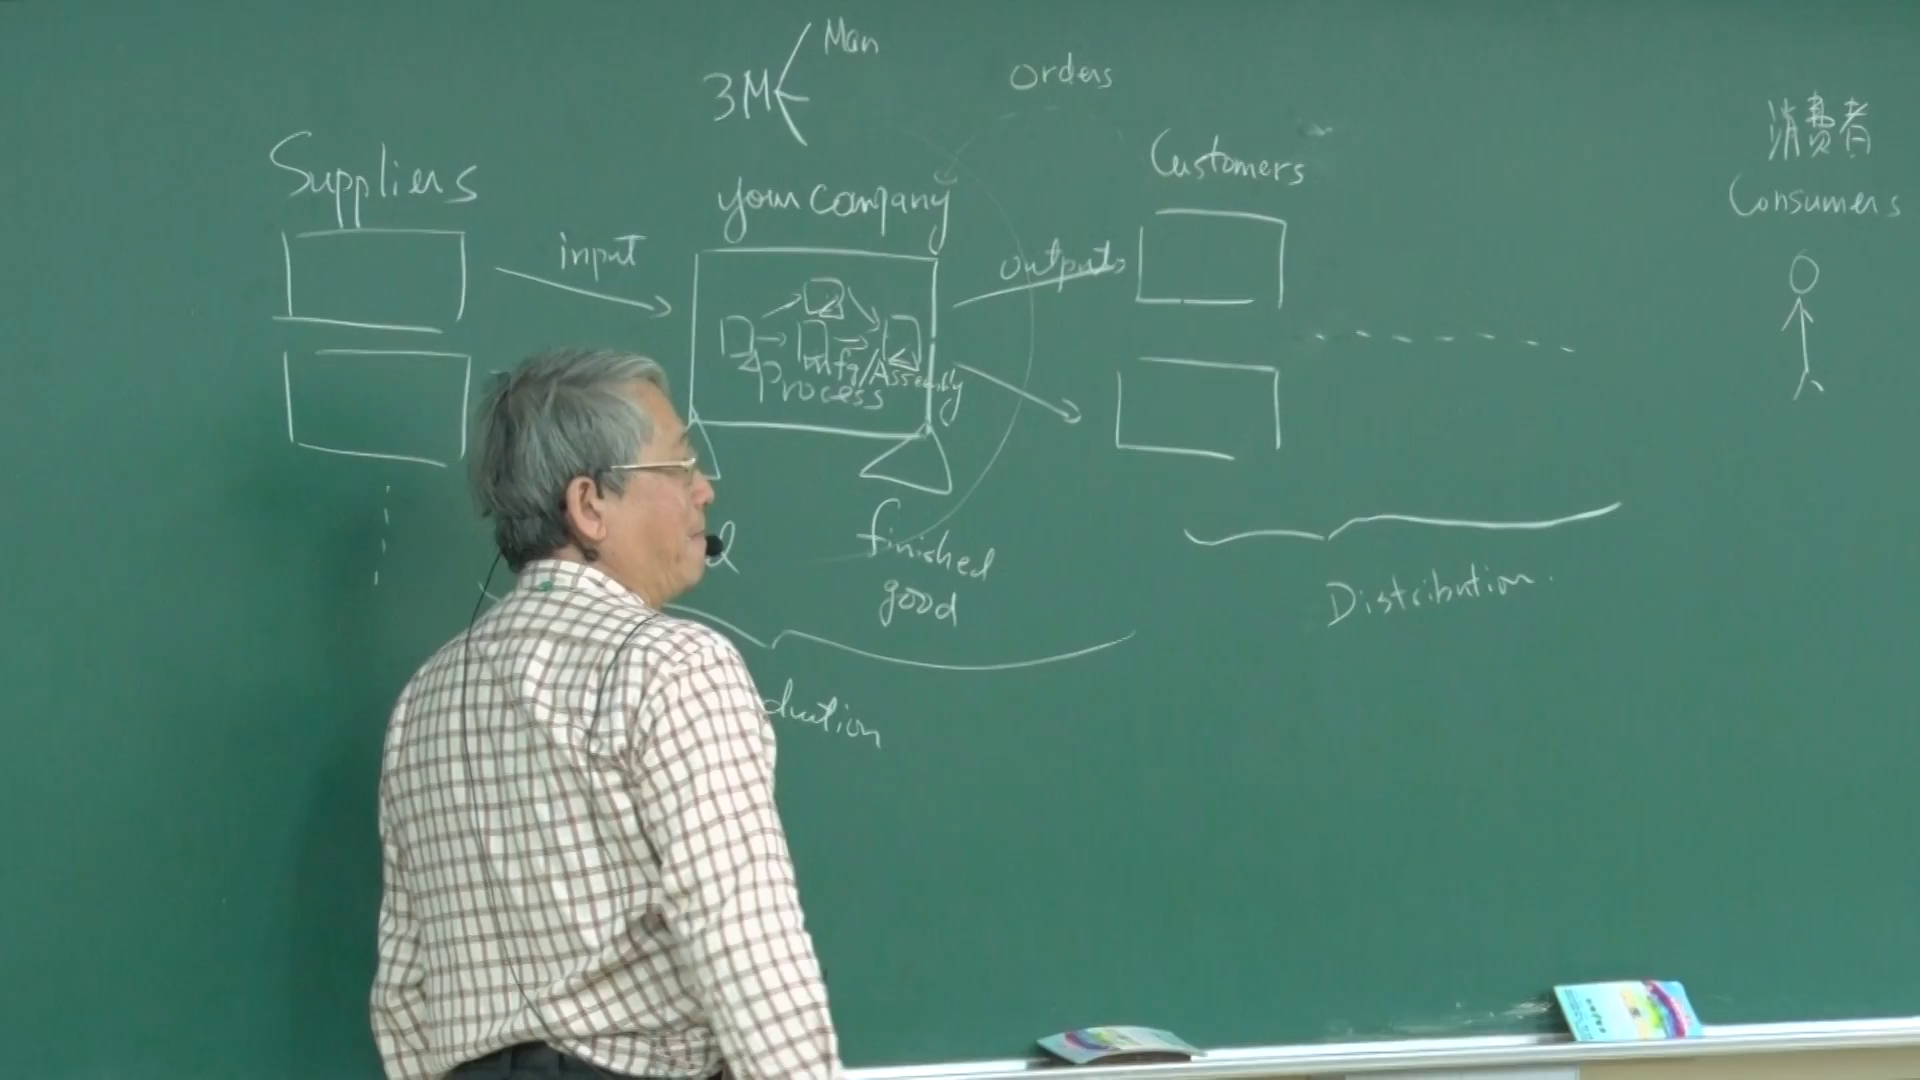 Man
3M
orders
消費者
Suppliers
your company
Customers
Consumers
input
outputs
mfg/Assembly
Process
finished
good
Distribution.